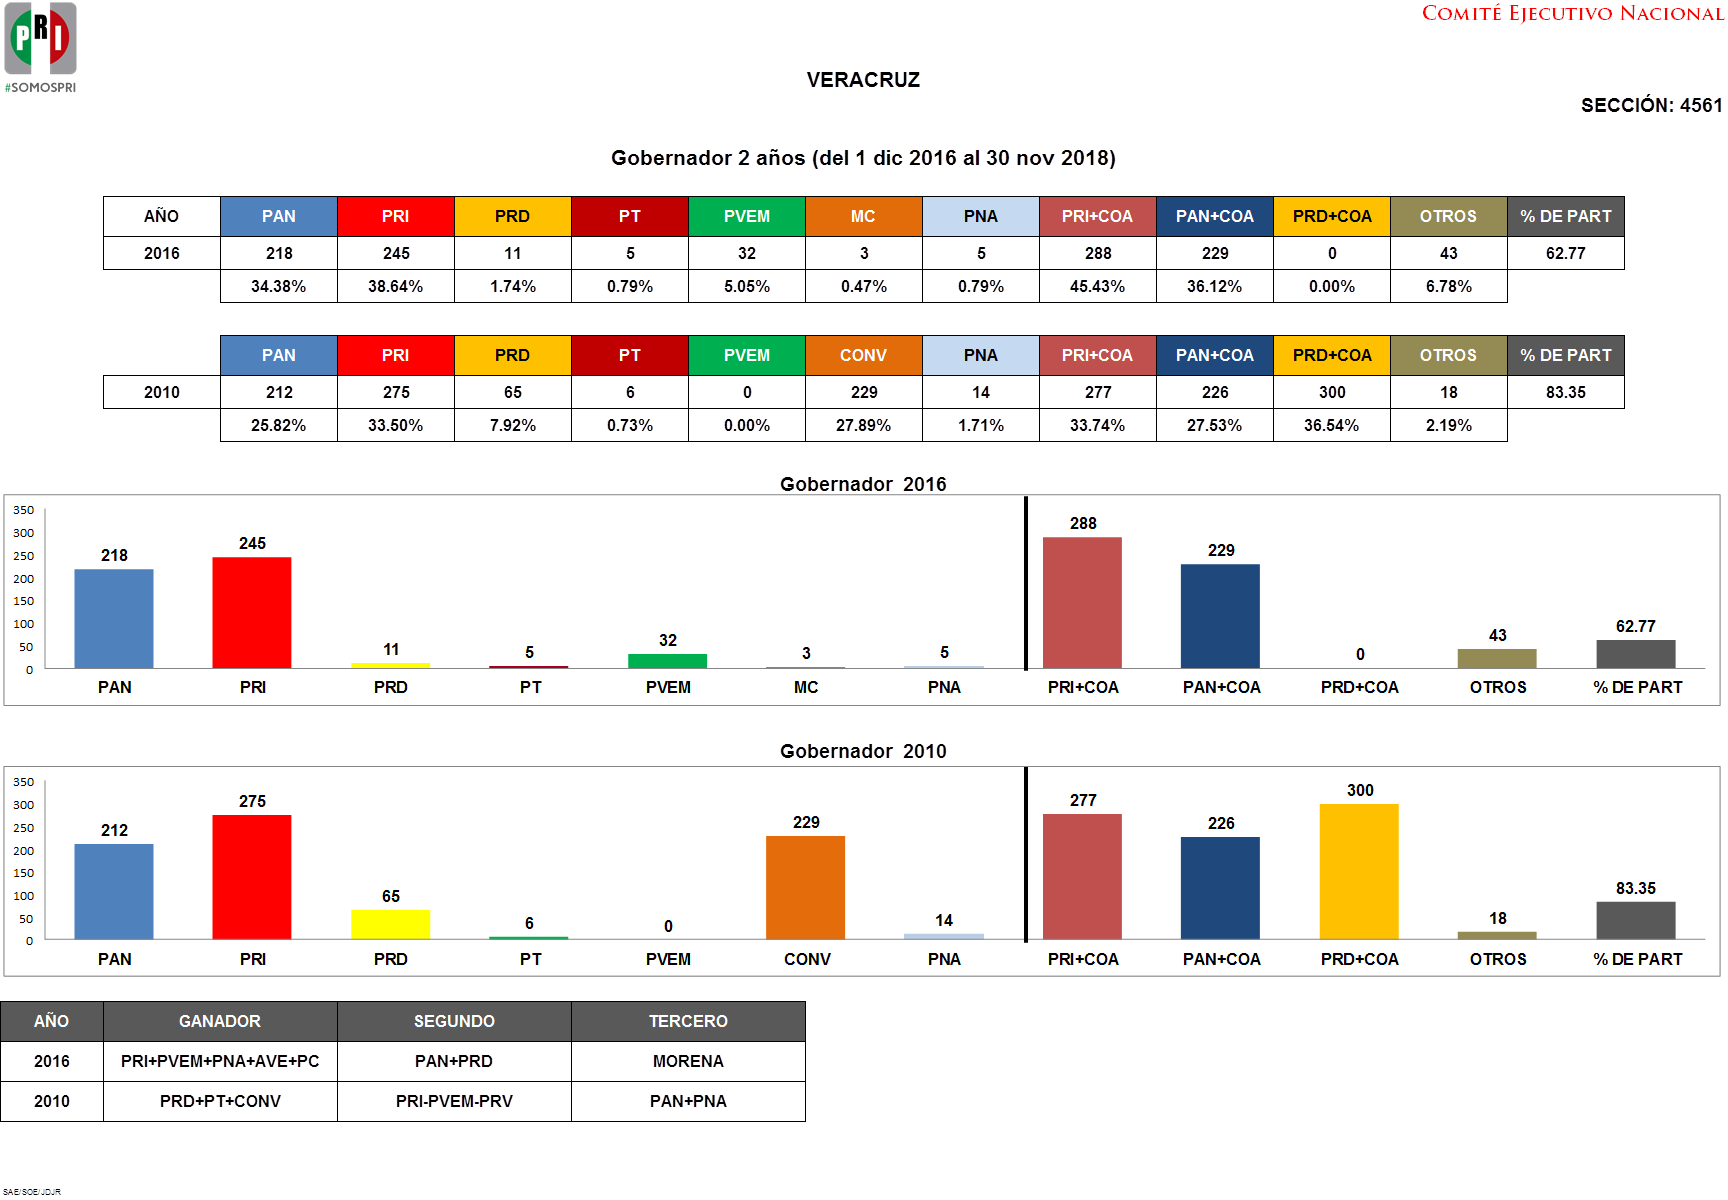 PRI
#SOMOSPRI
COMITÉ EJECUTIVO NACIONAL
VERACRUZ
SECCIÓN: 4561
Gobernador 2 años (del 1 dic 2016 al 30 nov 2018)
AÑO PAN PRI PRD PT PVEM MC PNA PRI+COA PAN+COA PRD+COA OTROS % DE PART
2016 218 245 11 5 32 3 5 288 229 0 43 62.77
34.38% 38.64% 1.74% 0.79% 5.05% 0.47% 0.79% 45.43% 36.12% 0.00% 6.78%
PAN PRI PRD PT PVEM CONV PNA PRI+COA PAN+COA PRD+COA OTROS % DE PART
2010 212 275 65 6 0 229 14 277 226 300 18 83.35
25.82% 33.50% 7.92% 0.73% 0.00% 27.89% 1.71% 33.74% 27.53% 36.54% 2.19%
Gobernador 2016
350
300
250
200
150
100
50
0
218 245 11 5 32 3 5 288 229 0 43 62.77
PAN PRI PRD PT PVEM MC PNA PRI+COA PAN+COA PRD+COA OTROS % DE PART
Gobernador 2010
350
300
250
200
150
100
50
0
212 275 65 6 0 229 14 277 226 300 18 83.35
PAN PRI PRD PT PVEM CONV PNA PRI+COA PAN+COA PRD+COA OTROS % DE PART
AÑO GANADOR SEGUNDO TERCERO
2016 PRI+PVEM+PNA+AVE+PC PAN+PRD MORENA
2010 PRD+PT+CONV PRI-PVEM-PRV PAN+PNA
SAE/SOE/JDJR